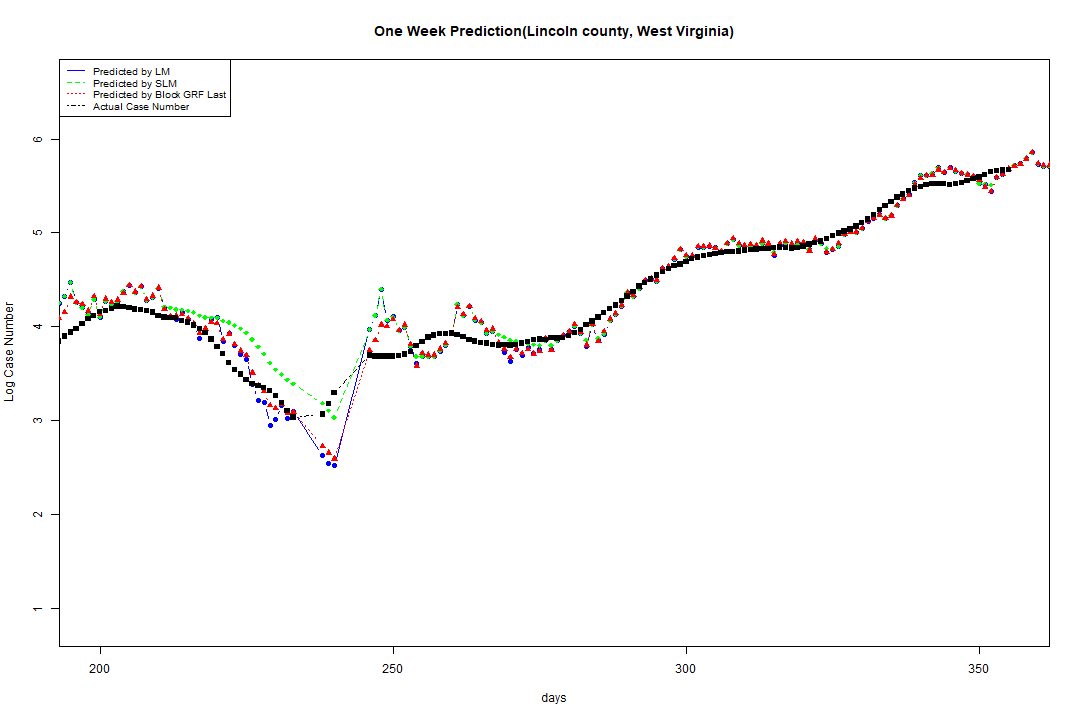 One Week Prediction(Lincoln county, West Virginia)
Predicted by LM
Predicted by SLM
Predicted by Block GRF Last
Actual Case Number
Log Case Number
6
5
4
3
2
1
200 250 300 350
days